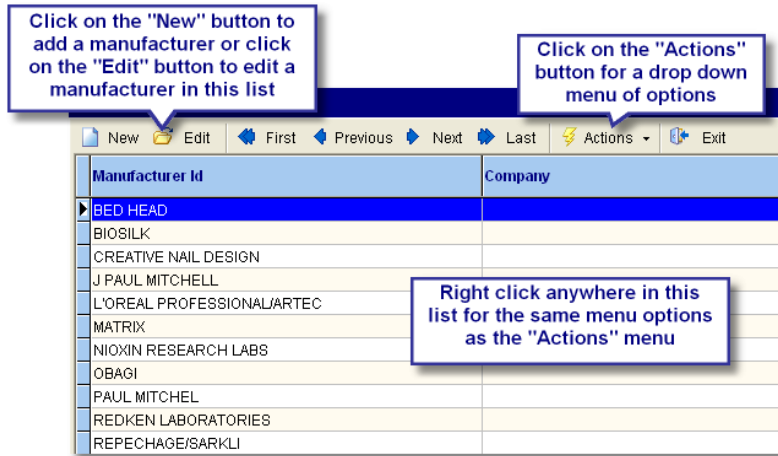 Click on the "New" button to
add a manufacturer or click
on the "Edit" button to edit a
manufacturer in this list
Click on the "Actions"
button for a drop down
menu of options
New Edit First Previous Next Last Actions Exit
Manufacturer Id Company
BED HEAD
BIOSILK
CREATIVE NAIL DESIGN
J PAUL MITCHELL
L'OREAL PROFESSIONAL/ARTEC
MATRIX
NIOXIN RESEARCH LABS
OBAGI
PAUL MITCHEL
REDKEN LABORATORIES
REPECHAGE/SARKLI
Right click anywhere in this
list for the same menu options
as the "Actions" menu